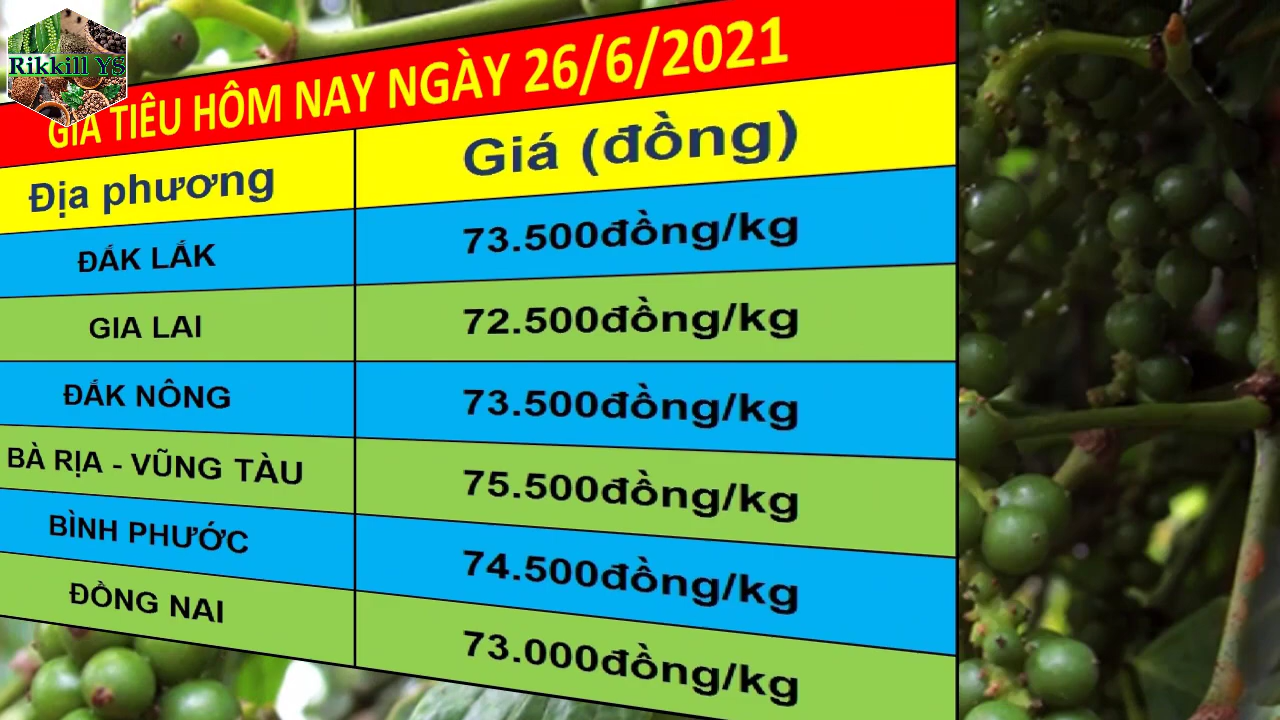 Rikkill YS
GIÁ TIÊU HÔM NAY NGÀY 26/6/2021
Địa phương Giá (đồng)
ĐẮK LẮK 73.500đồng/kg
GIA LAI 72.500đồng/kg
ĐẮK NÔNG 73.500đồng/kg
BÀ RỊA - VŨNG TÀU 75.500đồng/kg
BÌNH PHƯỚC 74.500đồng/kg
ĐỒNG NAI 73.000đồng/kg